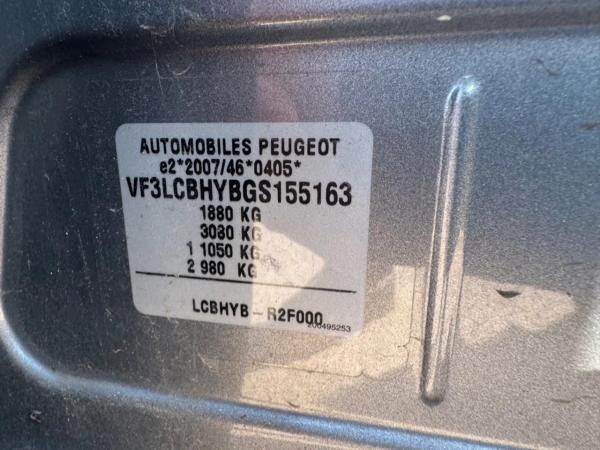 AUTOMOBILES PEUGEOT
e2*2007/46*0405*
VF3LCBHYBGS155163
1880 KG
3030 KG
1 1050 KG
2 980 KG
LCBHYB - R2F000
200495253